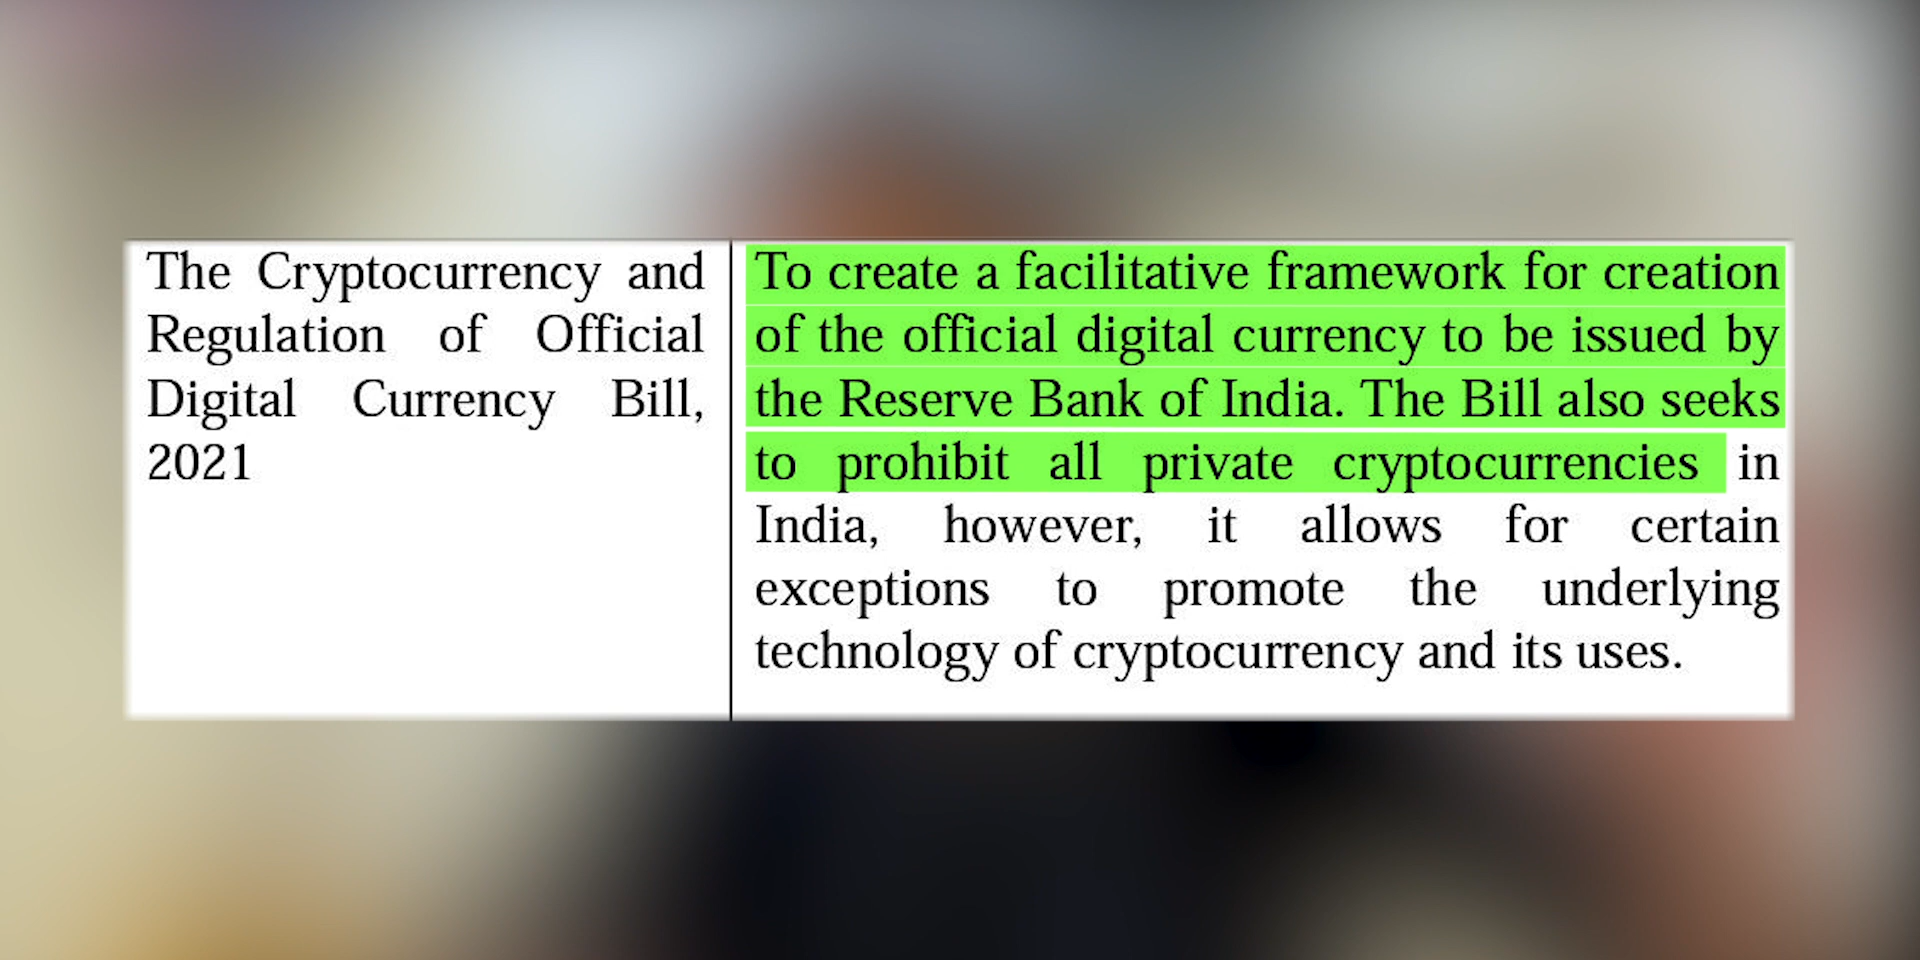 The Cryptocurrency and
Regulation of Official
Digital Currency Bill,
2021
To create a facilitative framework for creation
of the official digital currency to be issued by
the Reserve Bank of India. The Bill also seeks
to prohibit all private cryptocurrencies in
India, however, it allows for certain
exceptions to promote the underlying
technology of cryptocurrency and its uses.